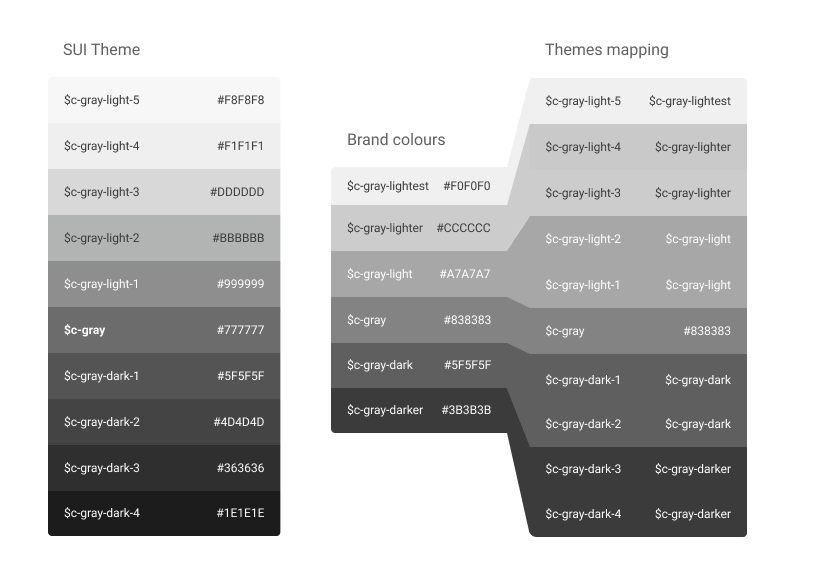 SUI Theme
$c-gray-light-5 #F8F8F8
$c-gray-light-4 #F1F1F1
$c-gray-light-3 #DDDDDD
$c-gray-light-2 #BBBBBB
$c-gray-light-1 #999999
$c-gray #777777
$c-gray-dark-1 #5F5F5F
$c-gray-dark-2 #4D4D4D
$c-gray-dark-3 #363636
$c-gray-dark-4 #1E1E1E
Brand colours
$c-gray-lightest #F0F0F0
$c-gray-lighter #CCCCCC
$c-gray-light #A7A7A7
$c-gray #838383
$c-gray-dark #5F5F5F
$c-gray-darker #3B3B3B
Themes mapping
$c-gray-light-5 $c-gray-lightest
$c-gray-light-4 $c-gray-lighter
$c-gray-light-3 $c-gray-lighter
$c-gray-light-2 $c-gray-light
$c-gray-light-1 $c-gray-light
$c-gray #838383
$c-gray-dark-1 $c-gray-dark
$c-gray-dark-2 $c-gray-dark
$c-gray-dark-3 $c-gray-darker
$c-gray-dark-4 $c-gray-darker